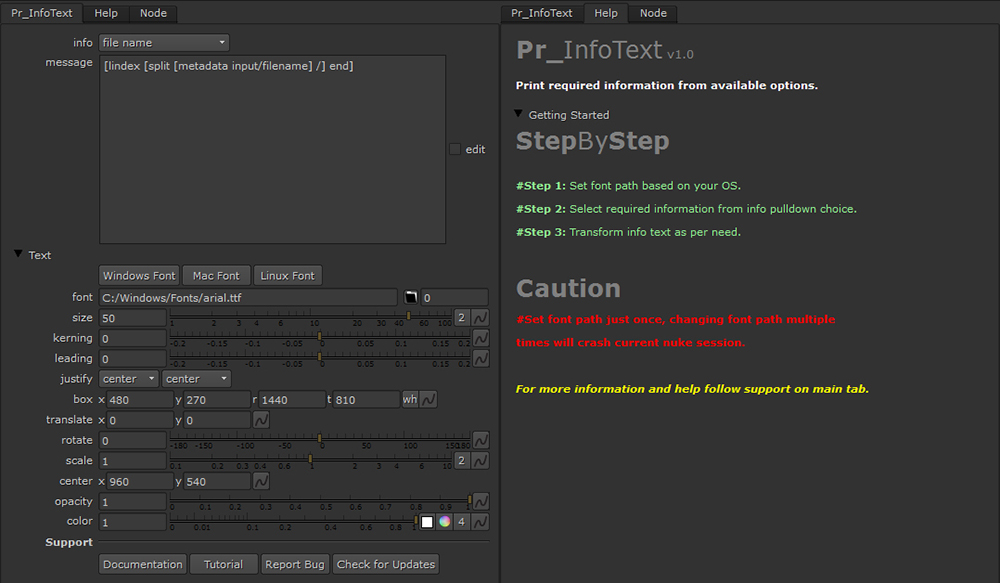 Pr_InfoText Help Node
info file name
message [lindex [split [metadata input/filename] /] end]
edit
Text
Windows Font Mac Font Linux Font
font C:/Windows/Fonts/arial.ttf 0
size 50 1 2 3 4 6 10 20 30 40 60 100 2
kerning 0 -0.2 -0.15 -0.1 -0.05 0 0.05 0.1 0.15 0.2
leading 0 -0.2 -0.15 -0.1 -0.05 0 0.05 0.1 0.15 0.2
justify center center
box x 480 y 270 r 1440 t 810 wh
translate x 0 y 0
rotate 0 -180 -150 -100 -50 0 50 100 150 180
scale 1 0.1 0.2 0.3 0.4 0.6 1 2 3 4 6 10 2
center x 960 y 540
opacity 1 0 0.1 0.2 0.3 0.4 0.5 0.6 0.7 0.8 0.9 1
color 1 0 0.01 0.1 0.2 0.4 0.6 0.8 1 4
Support
Documentation Tutorial Report Bug Check for Updates
Pr_InfoText Help Node
Pr_InfoText v1.0
Print required information from available options.
Getting Started
StepByStep
#Step 1: Set font path based on your OS.
#Step 2: Select required information from info pulldown choice.
#Step 3: Transform info text as per need.
Caution
#Set font path just once, changing font path multiple
times will crash current nuke session.
For more information and help follow support on main tab.